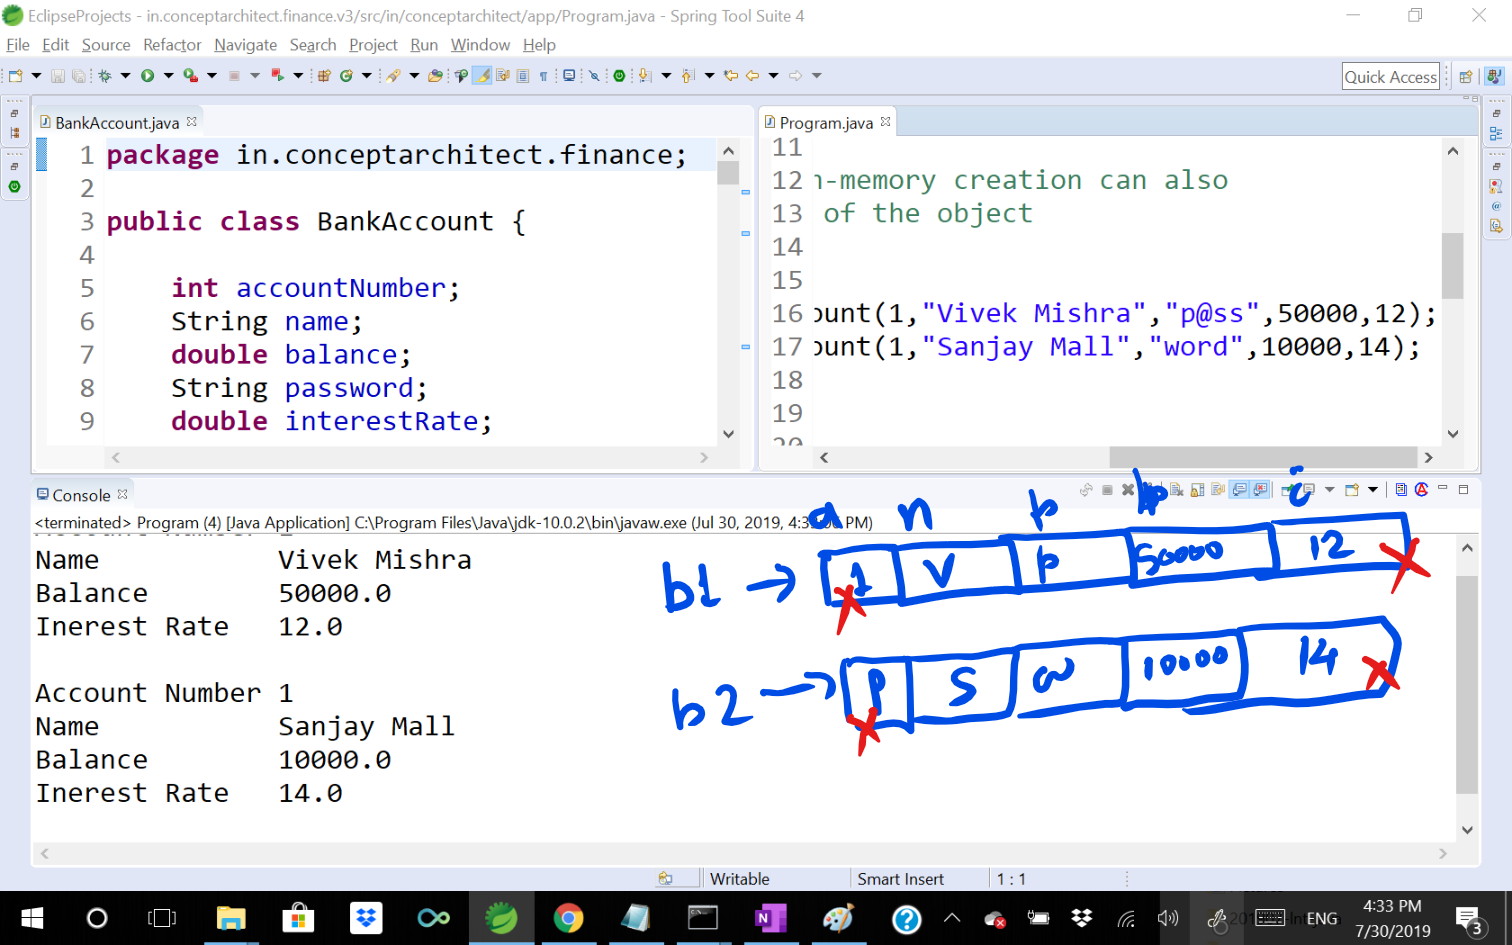 EclipseProjects - in.conceptarchitect.finance.v3/src/in/conceptarchitect/app/Program.java - Spring Tool Suite 4
File Edit Source Refactor Navigate Search Project Run Window Help
Quick Access
BankAccount.java
1 package in.conceptarchitect.finance;
2
3 public class BankAccount {
4
5 int accountNumber;
6 String name;
7 double balance;
8 String password;
9 double interestRate;
Program.java
11
12 n-memory creation can also
13 of the object
14
15
16 ount(1,"Vivek Mishra","p@ss",50000,12);
17 ount(1,"Sanjay Mall","word",10000,14);
18
19
20
Console
<terminated> Program (4) [Java Application] C:\Program Files\Java\jdk-10.0.2\bin\javaw.exe (Jul 30, 2019, 4:3 PM)
Account Number 1
Name Vivek Mishra
Balance 50000.0
Inerest Rate 12.0
Account Number 1
Name Sanjay Mall
Balance 10000.0
Inerest Rate 14.0
a n p b i
b1 → 1 V p 50000 12
b2 → p S w 10000 14
Writable Smart Insert 1 : 1
ENG
4:33 PM
7/30/2019
3